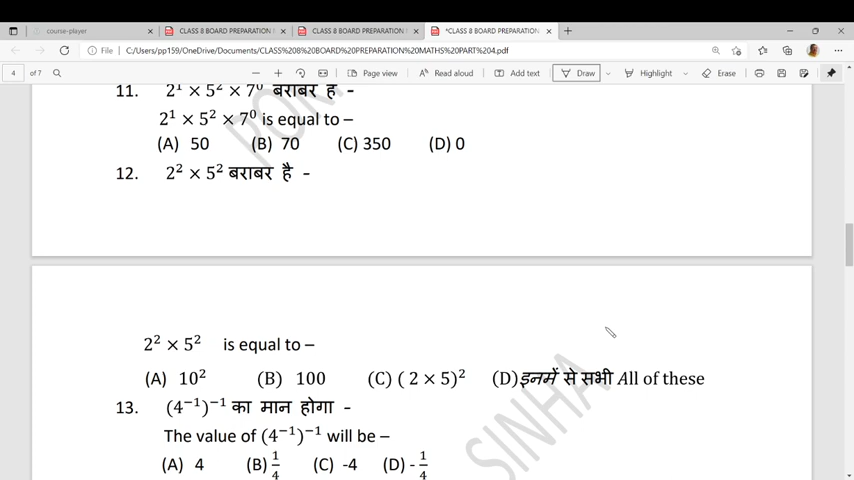 course-player
CLASS 8 BOARD PREPARATION M
CLASS 8 BOARD PREPARATION M
*CLASS 8 BOARD PREPARATION M
File C:/Users/pp159/OneDrive/Documents/CLASS%208%20BOARD%20PREPARATION%20MATHS%20PART%204.pdf
4 of 7 Page view Read aloud Add text Draw Highlight Erase
11. 2¹ × 5² × 7⁰ बराबर है -
2¹ × 5² × 7⁰ is equal to –
(A) 50 (B) 70 (C) 350 (D) 0
12. 2² × 5² बराबर है -
2² × 5² is equal to –
(A) 10² (B) 100 (C) ( 2 × 5)² (D) इनमें से सभी All of these
13. (4⁻¹)⁻¹ का मान होगा -
The value of (4⁻¹)⁻¹ will be –
(A) 4 (B) 1/4 (C) -4 (D) - 1/4
SINHA